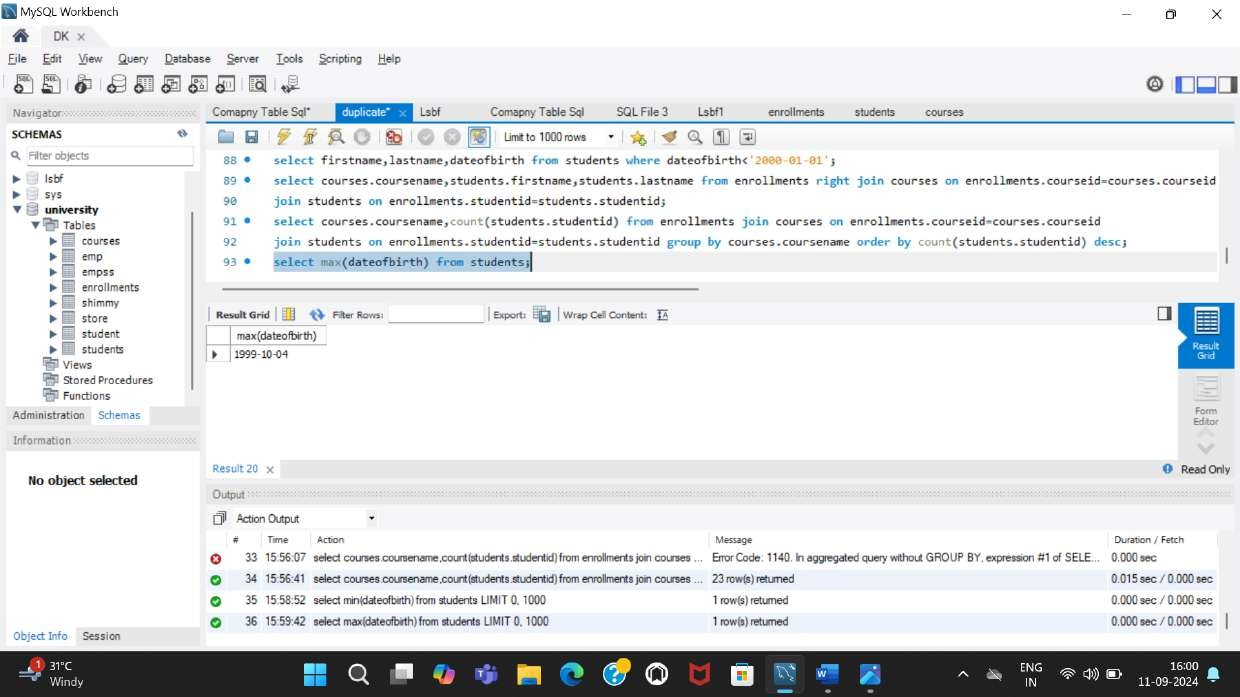 MySQL Workbench
DK
File Edit View Query Database Server Tools Scripting Help
Navigator
SCHEMAS
Filter objects
lsbf
sys
university
Tables
courses
emp
empss
enrollments
shimmy
store
student
students
Views
Stored Procedures
Functions
Administration Schemas
Information
No object selected
Object Info Session
Comapny Table Sql* duplicate* Lsbf Comapny Table Sql SQL File 3 Lsbf1 enrollments students courses
Limit to 1000 rows
88 select firstname,lastname,dateofbirth from students where dateofbirth<'2000-01-01';
89 select courses.coursename,students.firstname,students.lastname from enrollments right join courses on enrollments.courseid=courses.courseid
90 join students on enrollments.studentid=students.studentid;
91 select courses.coursename,count(students.studentid) from enrollments join courses on enrollments.courseid=courses.courseid
92 join students on enrollments.studentid=students.studentid group by courses.coursename order by count(students.studentid) desc;
93 select max(dateofbirth) from students;
Result Grid Filter Rows: Export: Wrap Cell Content:
max(dateofbirth)
1999-10-04
Result
Grid
Form
Editor
Result 20
Read Only
Output
Action Output
# Time Action Message Duration / Fetch
33 15:56:07 select courses.coursename,count(students.studentid) from enrollments join courses ... Error Code: 1140. In aggregated query without GROUP BY, expression #1 of SELE... 0.000 sec
34 15:56:41 select courses.coursename,count(students.studentid) from enrollments join courses ... 23 row(s) returned 0.015 sec / 0.000 sec
35 15:58:52 select min(dateofbirth) from students LIMIT 0, 1000 1 row(s) returned 0.000 sec / 0.000 sec
36 15:59:42 select max(dateofbirth) from students LIMIT 0, 1000 1 row(s) returned 0.000 sec / 0.000 sec
1
31°C
Windy
ENG
IN
16:00
11-09-2024